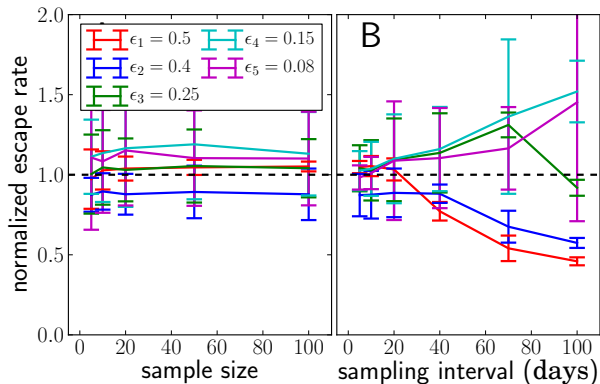 2.0
1.5
1.0
0.5
0.0
normalized escape rate
ϵ1 = 0.5
ϵ2 = 0.4
ϵ3 = 0.25
ϵ4 = 0.15
ϵ5 = 0.08
B
0 20 40 60 80 100
sample size
0 20 40 60 80 100
sampling interval (days)